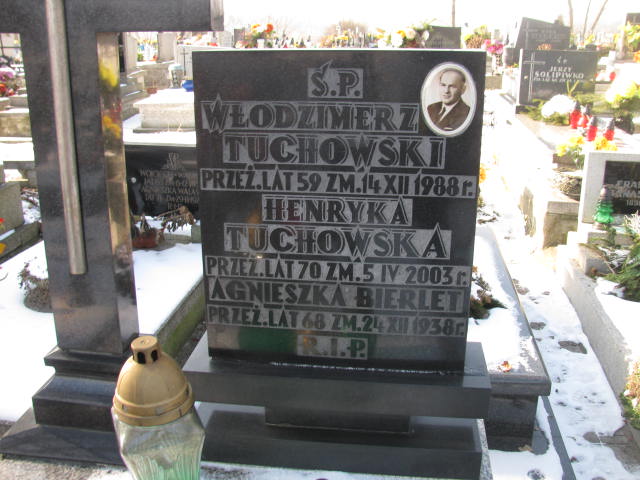 Ś.P.
WŁODZIMERZ
TUCHOWSKI
PRZEŻ. LAT 59 ZM. 14 XII 1988 r.
HENRYKA
TUCHOWSKA
PRZEŻ. LAT 70 ZM. 5 IV 2003 r.
AGNIESZKA BIERLET
PRZEŻ. LAT 68 ZM. 24 XII 1938 r.
R.I.P.
JERZY
SOLIPIWKO